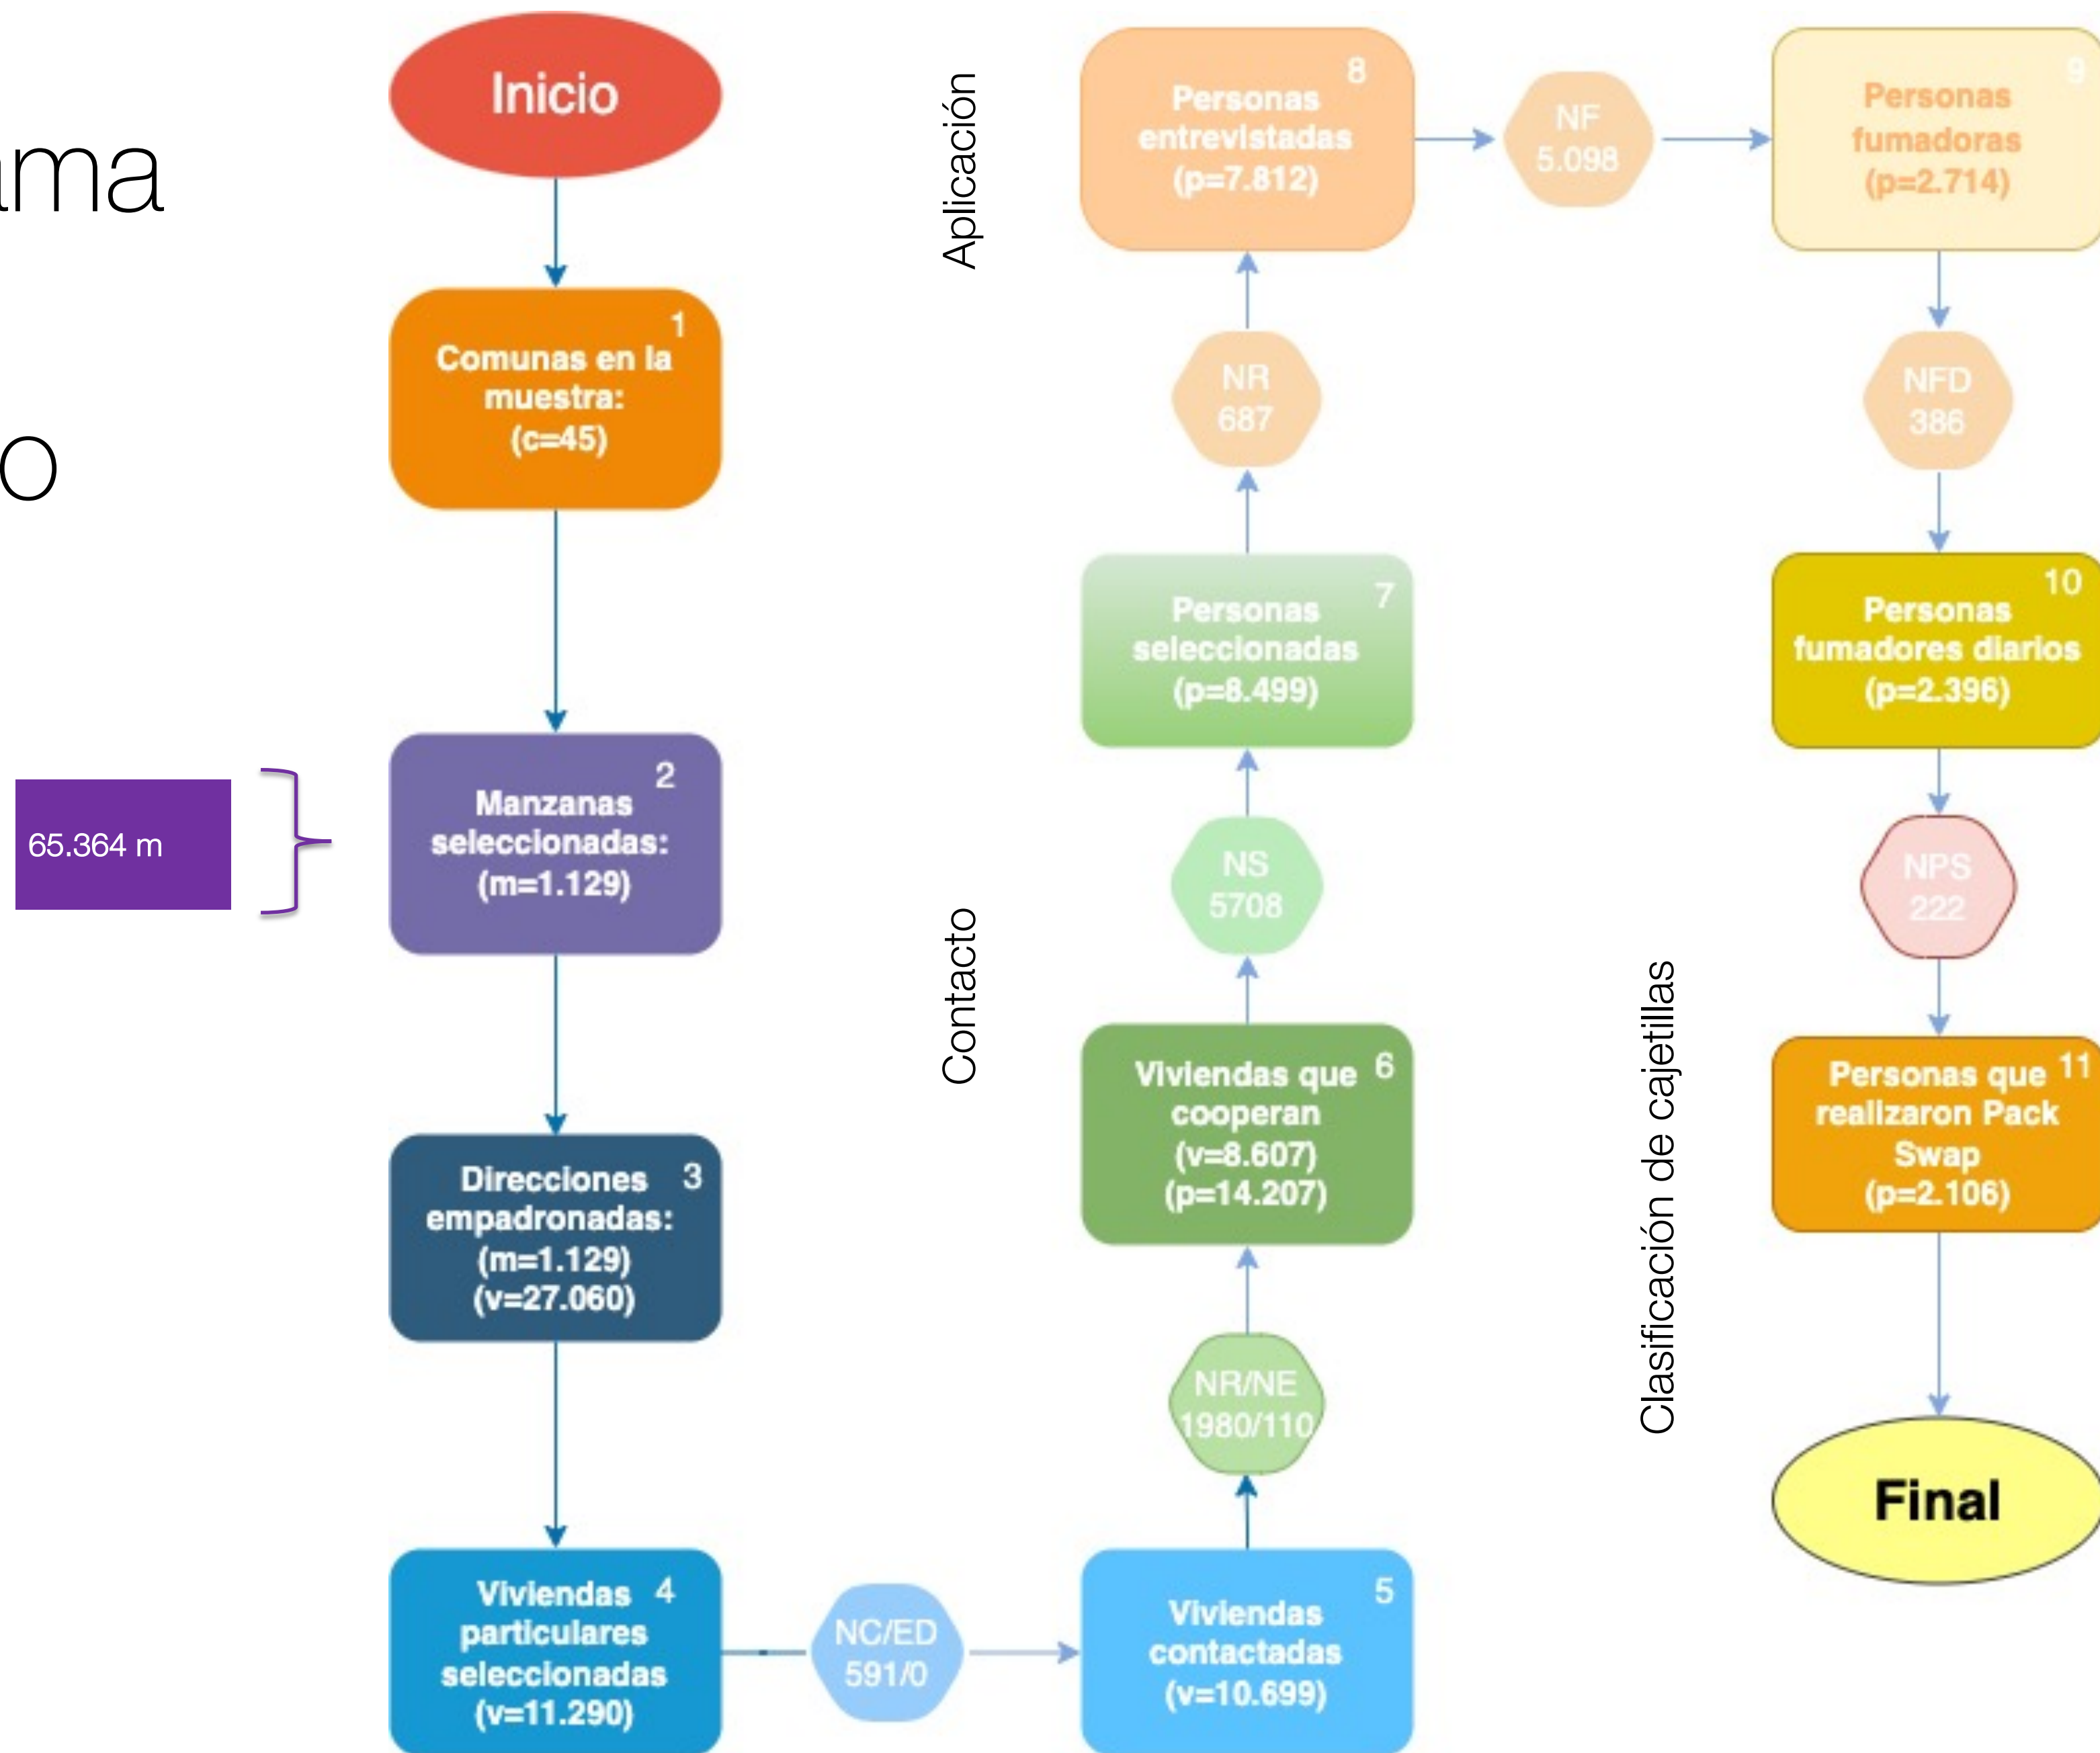 ama
o
65.364 m
Inicio
1
Comunas en la
muestra:
(c=45)
2
Manzanas
seleccionadas:
(m=1.129)
3
Direcciones
empadronadas:
(m=1.129)
(v=27.060)
4
Viviendas
particulares
seleccionadas
(v=11.290)
NC/ED
591/0
5
Viviendas
contactadas
(v=10.699)
NR/NE
1980/110
Contacto
6
Viviendas que
cooperan
(v=8.607)
(p=14.207)
NS
5708
7
Personas
seleccionadas
(p=8.499)
NR
687
Aplicación
8
Personas
entrevistadas
(p=7.812)
NF
5.098
9
Personas
fumadoras
(p=2.714)
NFD
386
10
Personas
fumadores diarios
(p=2.396)
NPS
222
Clasificación de cajetillas
11
Personas que
realizaron Pack
Swap
(p=2.106)
Final